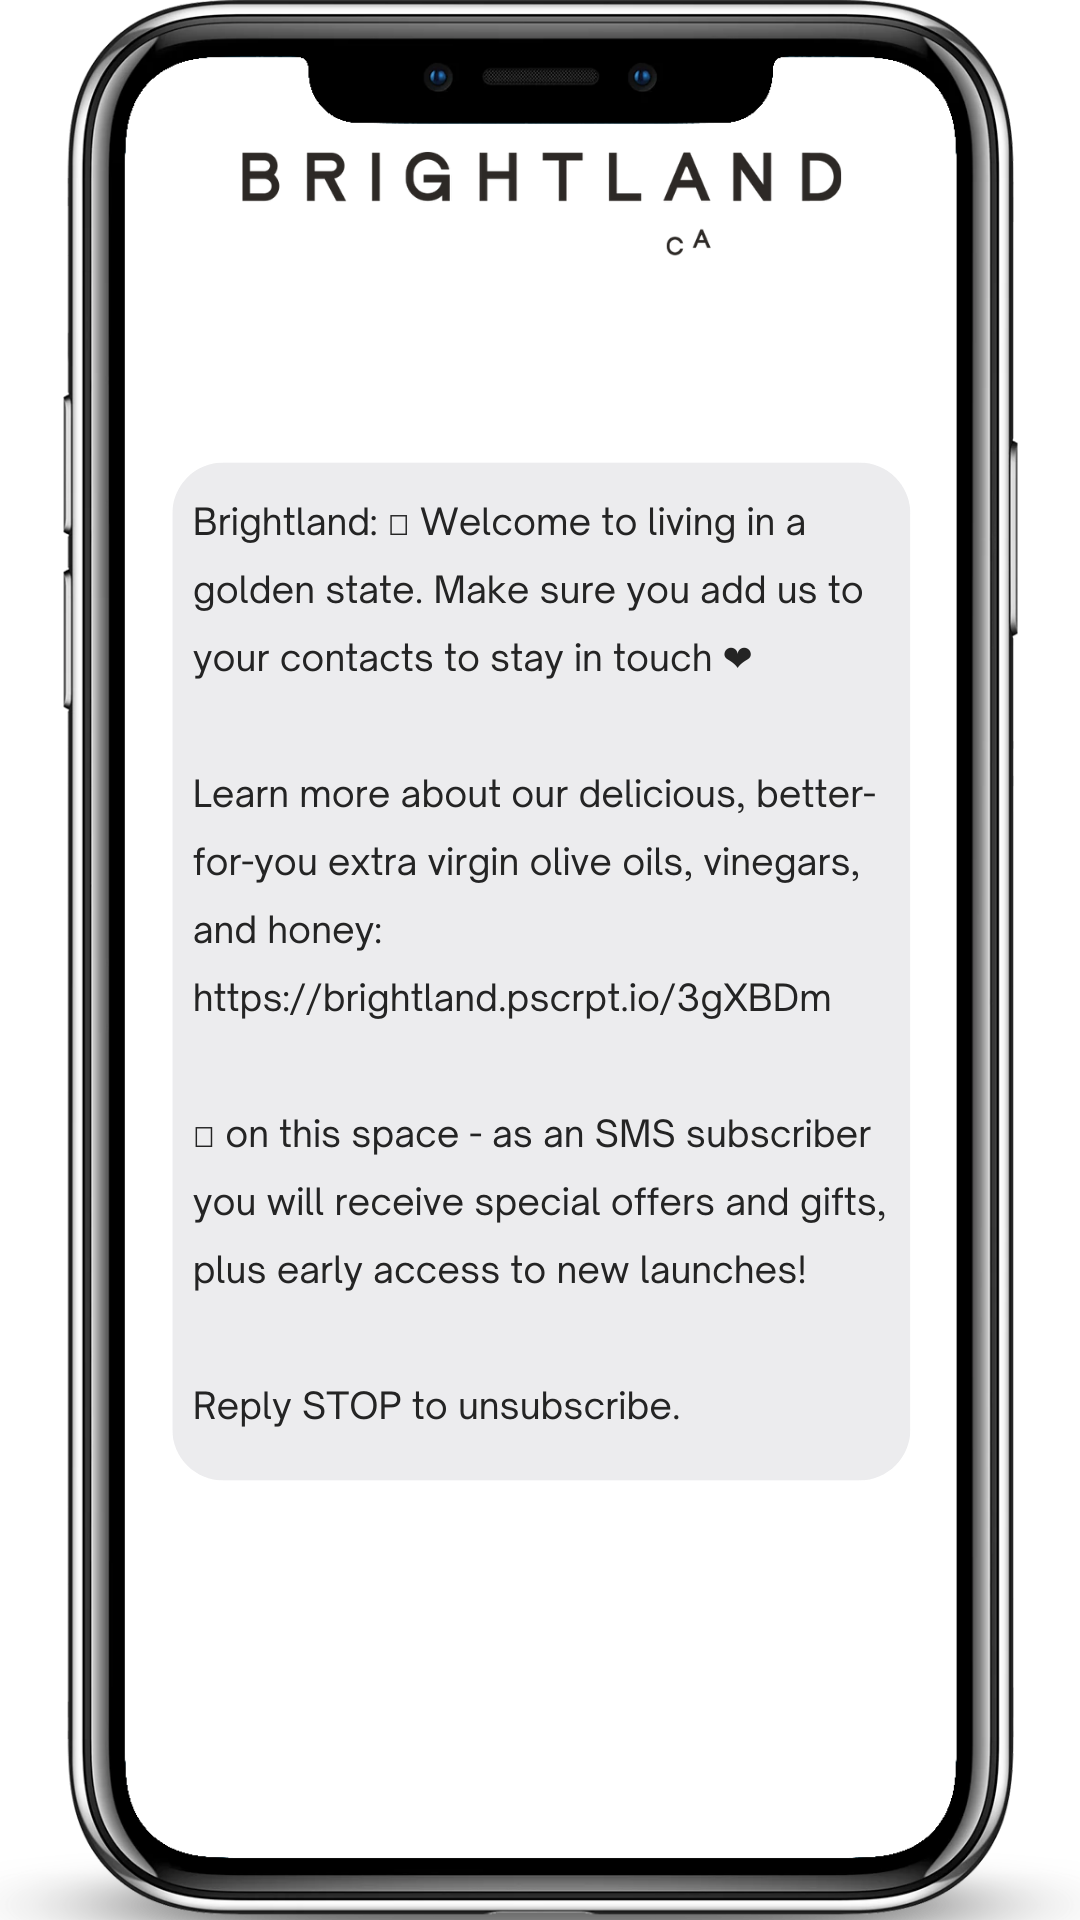 BRIGHTLAND
CA
Brightland: □ Welcome to living in a
golden state. Make sure you add us to
your contacts to stay in touch ❤
Learn more about our delicious, better-
for-you extra virgin olive oils, vinegars,
and honey:
https://brightland.pscrpt.io/3gXBDm
□ on this space - as an SMS subscriber
you will receive special offers and gifts,
plus early access to new launches!
Reply STOP to unsubscribe.